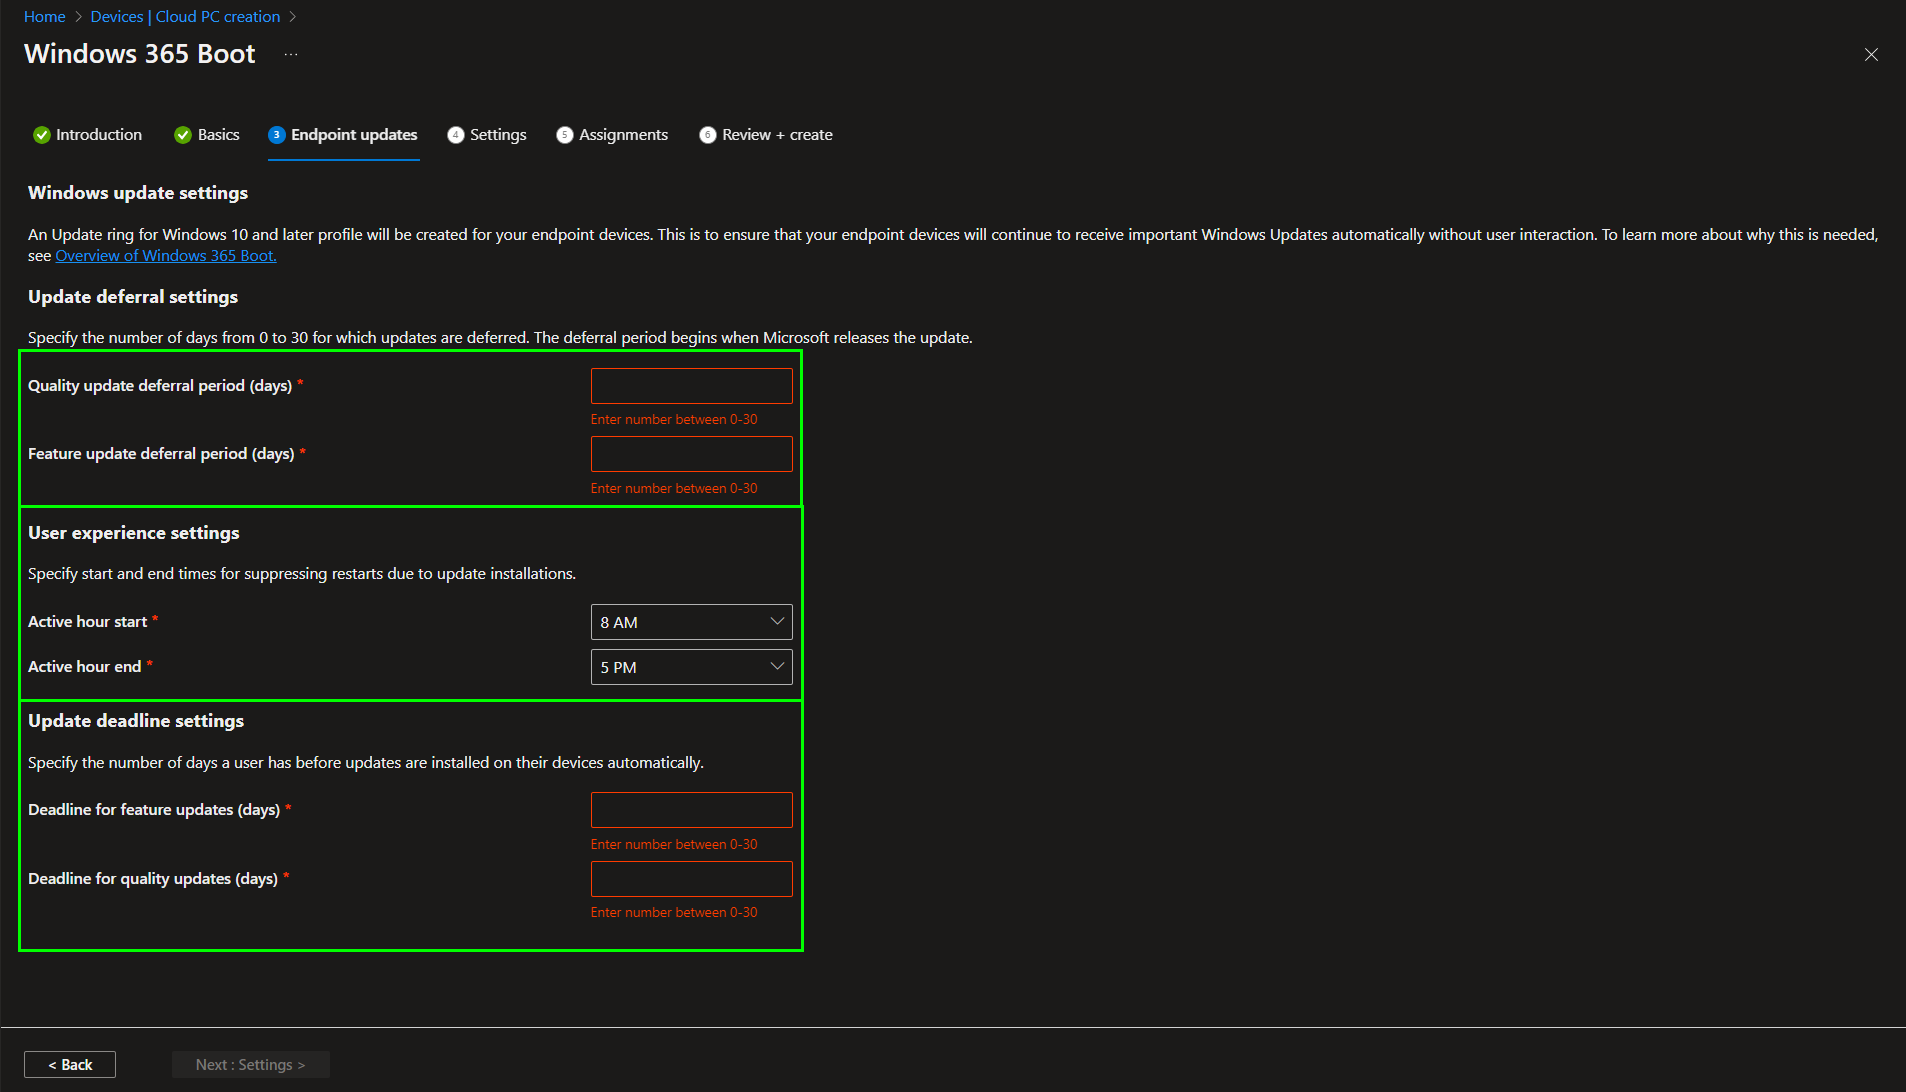 Home > Devices | Cloud PC creation >
Windows 365 Boot ...
Introduction Basics 3 Endpoint updates 4 Settings 5 Assignments 6 Review + create
Windows update settings
An Update ring for Windows 10 and later profile will be created for your endpoint devices. This is to ensure that your endpoint devices will continue to receive important Windows Updates automatically without user interaction. To learn more about why this is needed,
see Overview of Windows 365 Boot.
Update deferral settings
Specify the number of days from 0 to 30 for which updates are deferred. The deferral period begins when Microsoft releases the update.
Quality update deferral period (days) *
Enter number between 0-30
Feature update deferral period (days) *
Enter number between 0-30
User experience settings
Specify start and end times for suppressing restarts due to update installations.
Active hour start * 8 AM
Active hour end * 5 PM
Update deadline settings
Specify the number of days a user has before updates are installed on their devices automatically.
Deadline for feature updates (days) *
Enter number between 0-30
Deadline for quality updates (days) *
Enter number between 0-30
< Back Next : Settings >